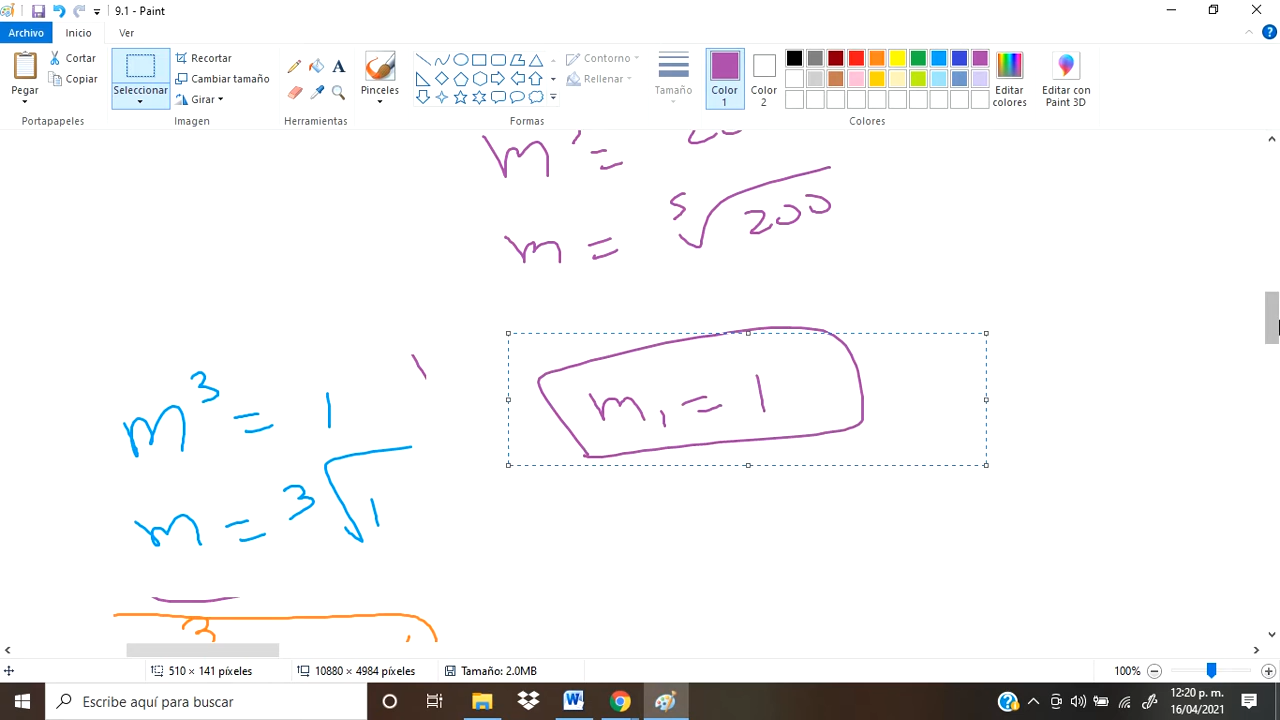 9.1 - Paint
Archivo Inicio Ver
Pegar
Cortar
Copiar
Portapapeles
Seleccionar
Recortar
Cambiar tamaño
Girar
Imagen
A
Herramientas
Pinceles
Contorno
Rellenar
Formas
Tamaño
Color 1
Color 2
Colores
Editar colores
Editar con Paint 3D
m =
m = ⁵√200
m₁ = 1
m³ = 1
m = ³√1
3
510 × 141 píxeles
10880 × 4984 píxeles
Tamaño: 2.0MB
100%
Escribe aquí para buscar
12:20 p. m.
16/04/2021